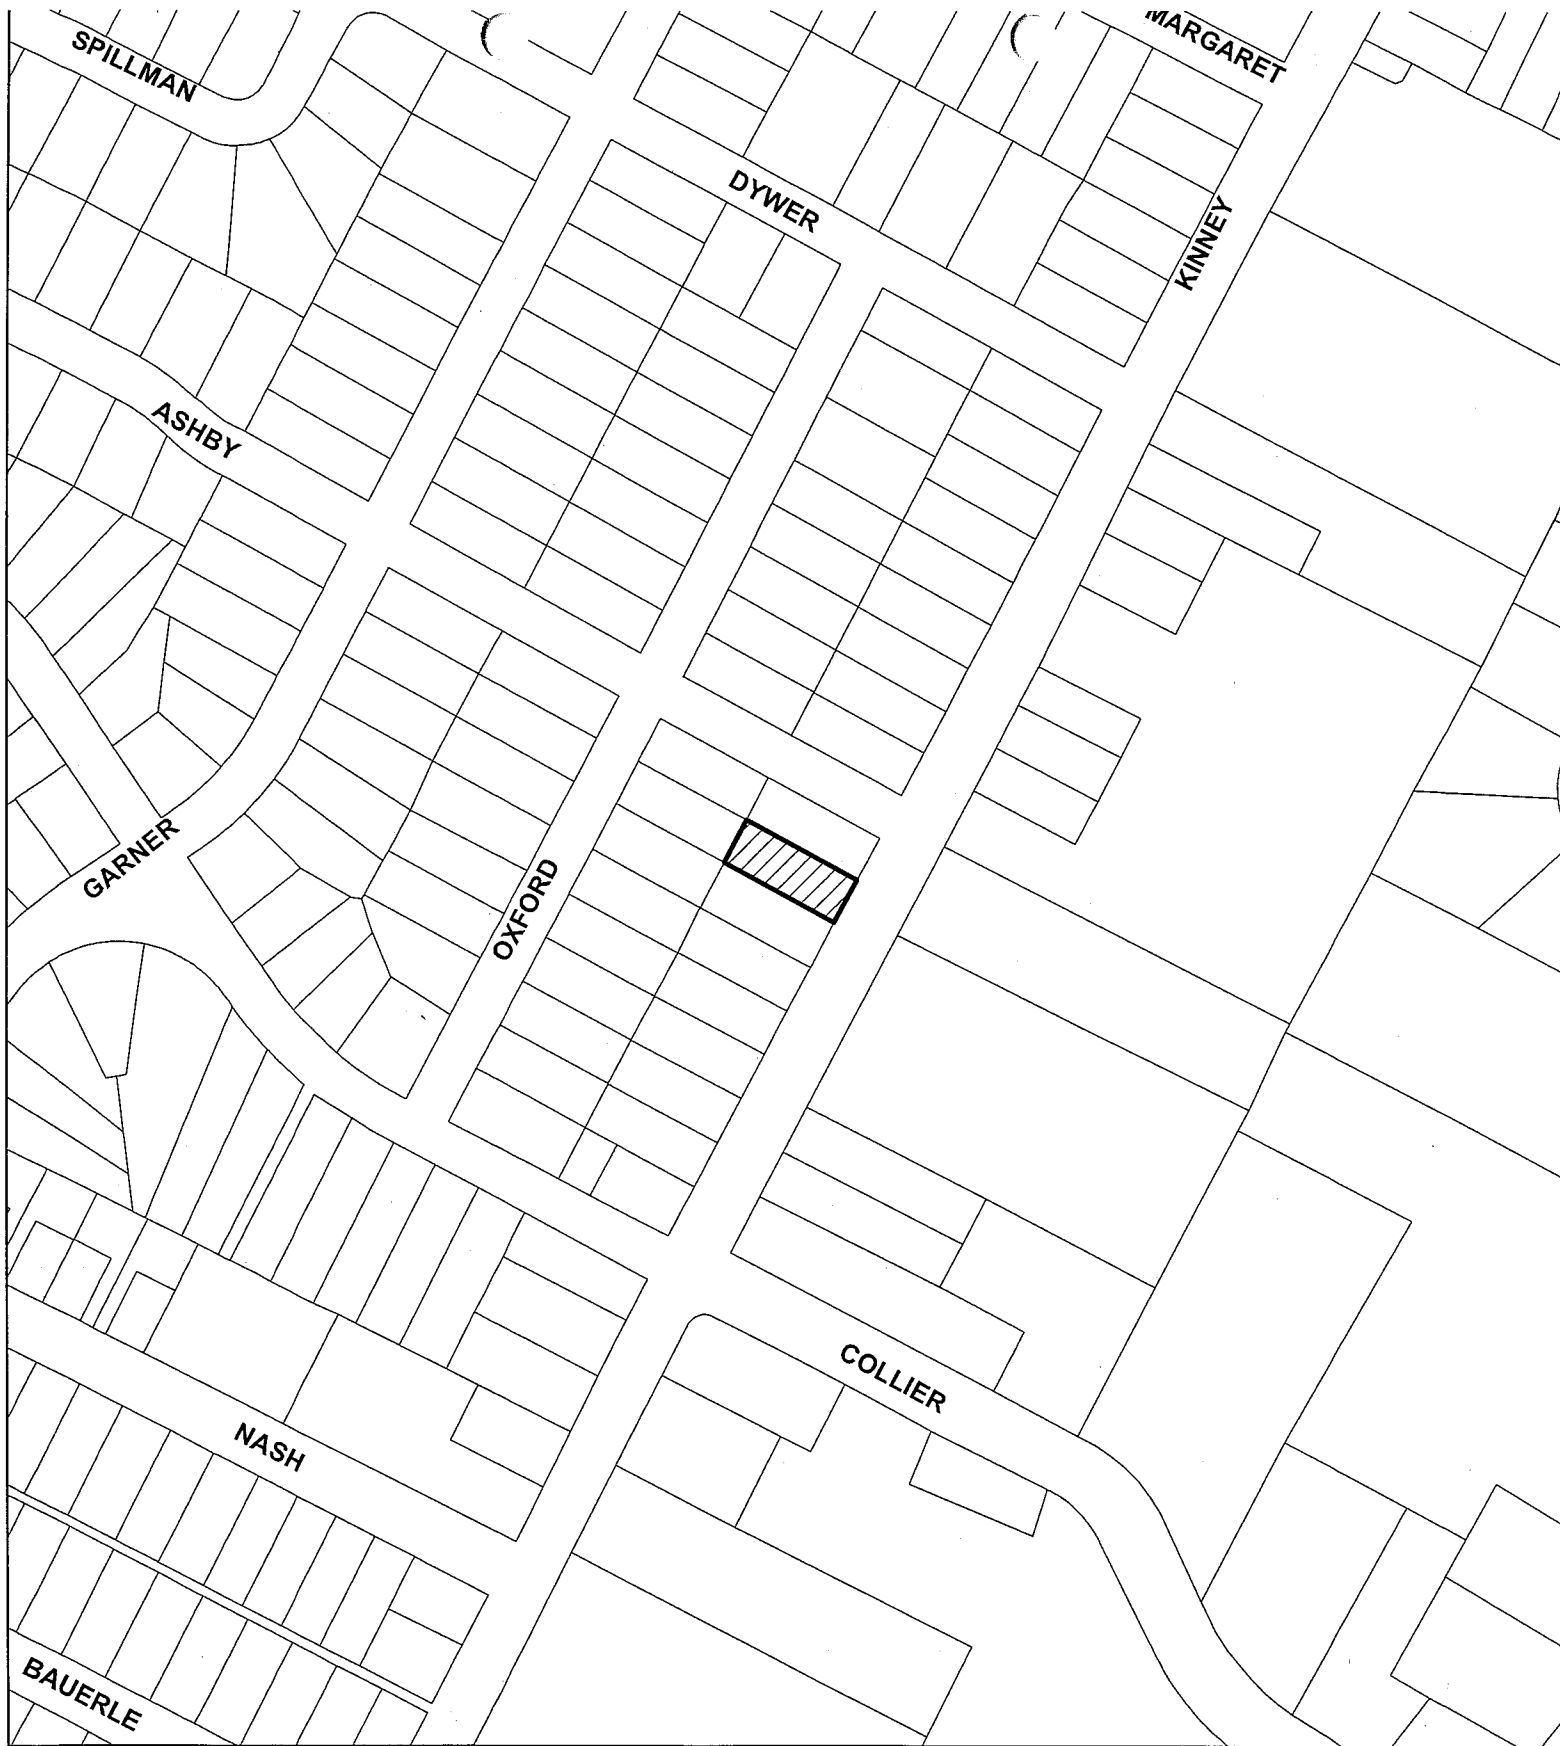 MARGARET
SPILLMAN
DYWER
KINNEY
ASHBY
GARNER
OXFORD
COLLIER
NASH
BAUERLE